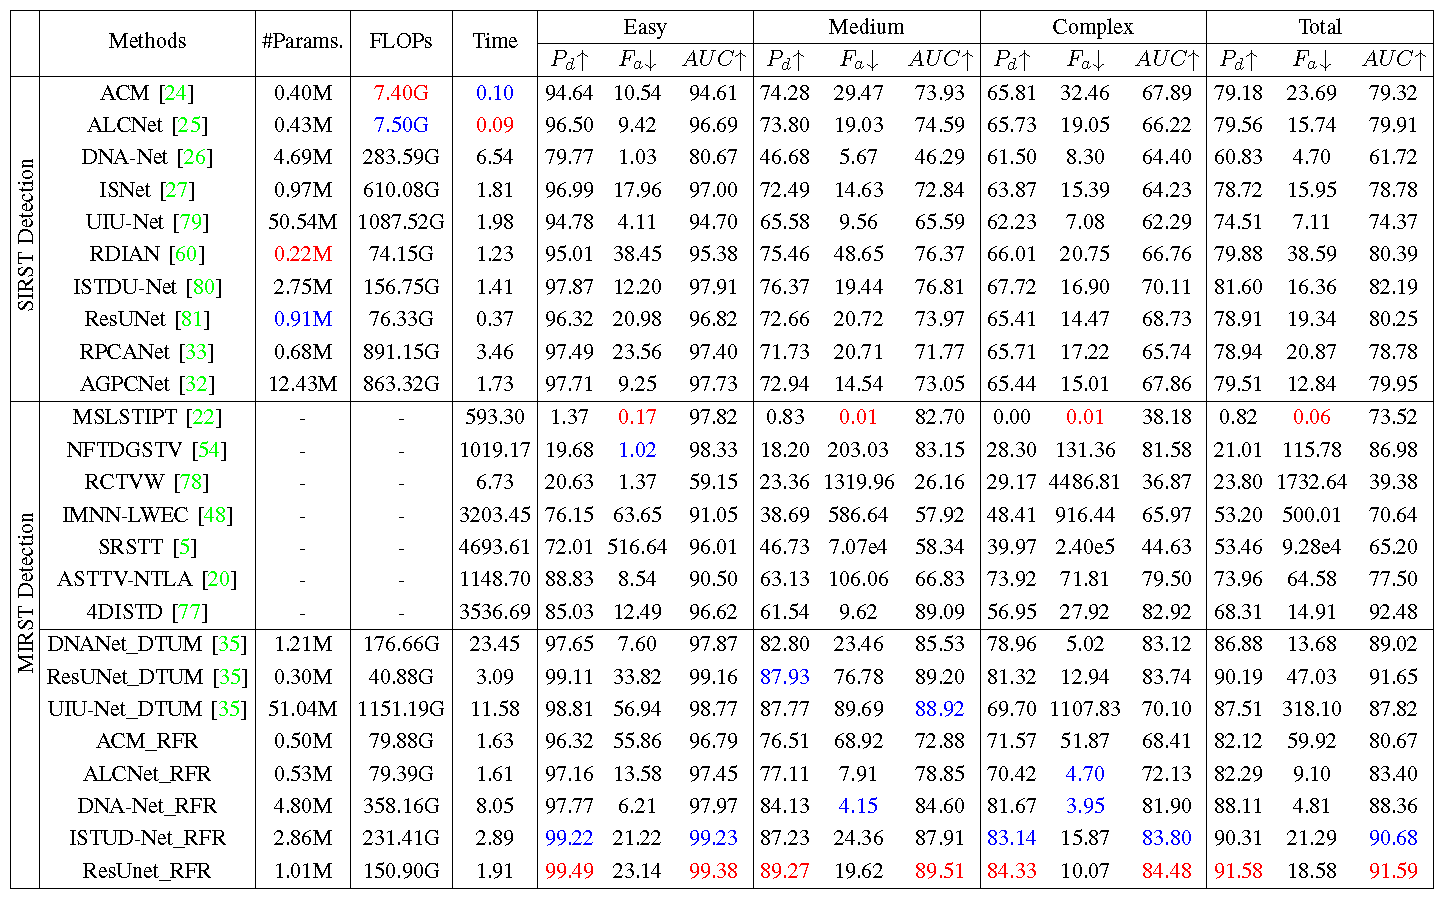 Methods #Params. FLOPs Time Easy Medium Complex Total
P_d↑ F_a↓ AUC↑ P_d↑ F_a↓ AUC↑ P_d↑ F_a↓ AUC↑ P_d↑ F_a↓ AUC↑
SIRST Detection
ACM [24] 0.40M 7.40G 0.10 94.64 10.54 94.61 74.28 29.47 73.93 65.81 32.46 67.89 79.18 23.69 79.32
ALCNet [25] 0.43M 7.50G 0.09 96.50 9.42 96.69 73.80 19.03 74.59 65.73 19.05 66.22 79.56 15.74 79.91
DNA-Net [26] 4.69M 283.59G 6.54 79.77 1.03 80.67 46.68 5.67 46.29 61.50 8.30 64.40 60.83 4.70 61.72
ISNet [27] 0.97M 610.08G 1.81 96.99 17.96 97.00 72.49 14.63 72.84 63.87 15.39 64.23 78.72 15.95 78.78
UIU-Net [79] 50.54M 1087.52G 1.98 94.78 4.11 94.70 65.58 9.56 65.59 62.23 7.08 62.29 74.51 7.11 74.37
RDIAN [60] 0.22M 74.15G 1.23 95.01 38.45 95.38 75.46 48.65 76.37 66.01 20.75 66.76 79.88 38.59 80.39
ISTDU-Net [80] 2.75M 156.75G 1.41 97.87 12.20 97.91 76.37 19.44 76.81 67.72 16.90 70.11 81.60 16.36 82.19
ResUNet [81] 0.91M 76.33G 0.37 96.32 20.98 96.82 72.66 20.72 73.97 65.41 14.47 68.73 78.91 19.34 80.25
RPCANet [33] 0.68M 891.15G 3.46 97.49 23.56 97.40 71.73 20.71 71.77 65.71 17.22 65.74 78.94 20.87 78.78
AGPCNet [32] 12.43M 863.32G 1.73 97.71 9.25 97.73 72.94 14.54 73.05 65.44 15.01 67.86 79.51 12.84 79.95
MIRST Detection
MSLSTIPT [22] - - 593.30 1.37 0.17 97.82 0.83 0.01 82.70 0.00 0.01 38.18 0.82 0.06 73.52
NFTDGSTV [54] - - 1019.17 19.68 1.02 98.33 18.20 203.03 83.15 28.30 131.36 81.58 21.01 115.78 86.98
RCTVW [78] - - 6.73 20.63 1.37 59.15 23.36 1319.96 26.16 29.17 4486.81 36.87 23.80 1732.64 39.38
IMNN-LWEC [48] - - 3203.45 76.15 63.65 91.05 38.69 586.64 57.92 48.41 916.44 65.97 53.20 500.01 70.64
SRSTT [5] - - 4693.61 72.01 516.64 96.01 46.73 7.07e4 58.34 39.97 2.40e5 44.63 53.46 9.28e4 65.20
ASTTV-NTLA [20] - - 1148.70 88.83 8.54 90.50 63.13 106.06 66.83 73.92 71.81 79.50 73.96 64.58 77.50
4DISTD [77] - - 3536.69 85.03 12.49 96.62 61.54 9.62 89.09 56.95 27.92 82.92 68.31 14.91 92.48
DNANet_DTUM [35] 1.21M 176.66G 23.45 97.65 7.60 97.87 82.80 23.46 85.53 78.96 5.02 83.12 86.88 13.68 89.02
ResUNet_DTUM [35] 0.30M 40.88G 3.09 99.11 33.82 99.16 87.93 76.78 89.20 81.32 12.94 83.74 90.19 47.03 91.65
UIU-Net_DTUM [35] 51.04M 1151.19G 11.58 98.81 56.94 98.77 87.77 89.69 88.92 69.70 1107.83 70.10 87.51 318.10 87.82
ACM_RFR 0.50M 79.88G 1.63 96.32 55.86 96.79 76.51 68.92 72.88 71.57 51.87 68.41 82.12 59.92 80.67
ALCNet_RFR 0.53M 79.39G 1.61 97.16 13.58 97.45 77.11 7.91 78.85 70.42 4.70 72.13 82.29 9.10 83.40
DNA-Net_RFR 4.80M 358.16G 8.05 97.77 6.21 97.97 84.13 4.15 84.60 81.67 3.95 81.90 88.11 4.81 88.36
ISTUD-Net_RFR 2.86M 231.41G 2.89 99.22 21.22 99.23 87.23 24.36 87.91 83.14 15.87 83.80 90.31 21.29 90.68
ResUnet_RFR 1.01M 150.90G 1.91 99.49 23.14 99.38 89.27 19.62 89.51 84.33 10.07 84.48 91.58 18.58 91.59